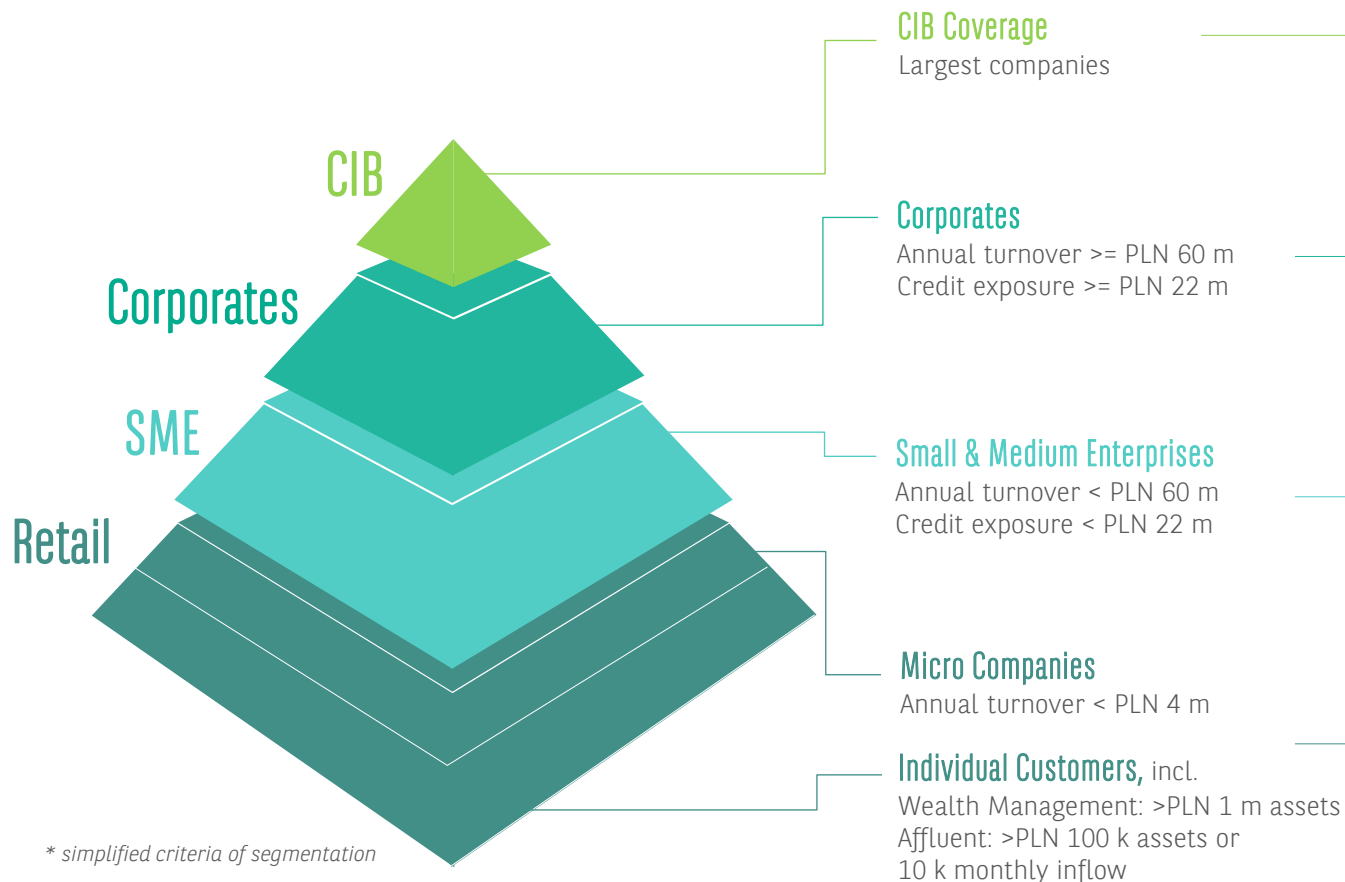 CIB Coverage
Largest companies
CIB
Corporates
Annual turnover >= PLN 60 m
Credit exposure >= PLN 22 m
Corporates
SME
Small & Medium Enterprises
Annual turnover < PLN 60 m
Credit exposure < PLN 22 m
Retail
Micro Companies
Annual turnover < PLN 4 m
Individual Customers, incl.
Wealth Management: >PLN 1 m assets
Affluent: >PLN 100 k assets or
10 k monthly inflow
* simplified criteria of segmentation